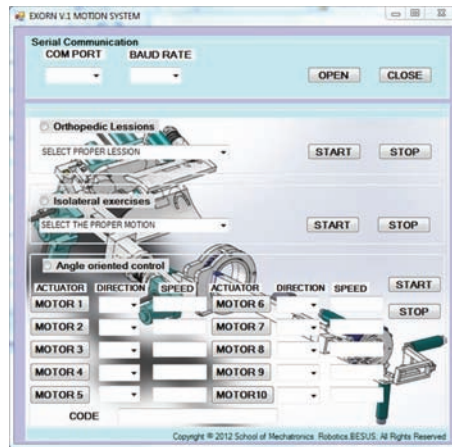 EXORN V.1 MOTION SYSTEM
Serial Communication
COM PORT BAUD RATE
OPEN CLOSE
Orthopedic Lessions
SELECT PROPER LESSION START STOP
Isolateral exercises
SELECT THE PROPER MOTION START STOP
Angle oriented control
ACTUATOR DIRECTION SPEED ACTUATOR DIRECTION SPEED START
MOTOR 1 MOTOR 6 STOP
MOTOR 2 MOTOR 7
MOTOR 3 MOTOR 8
MOTOR 4 MOTOR 9
MOTOR 5 MOTOR10
CODE
Copyright © 2012 School of Mechatronics. Robotics.BESUS. All Rights Reserved